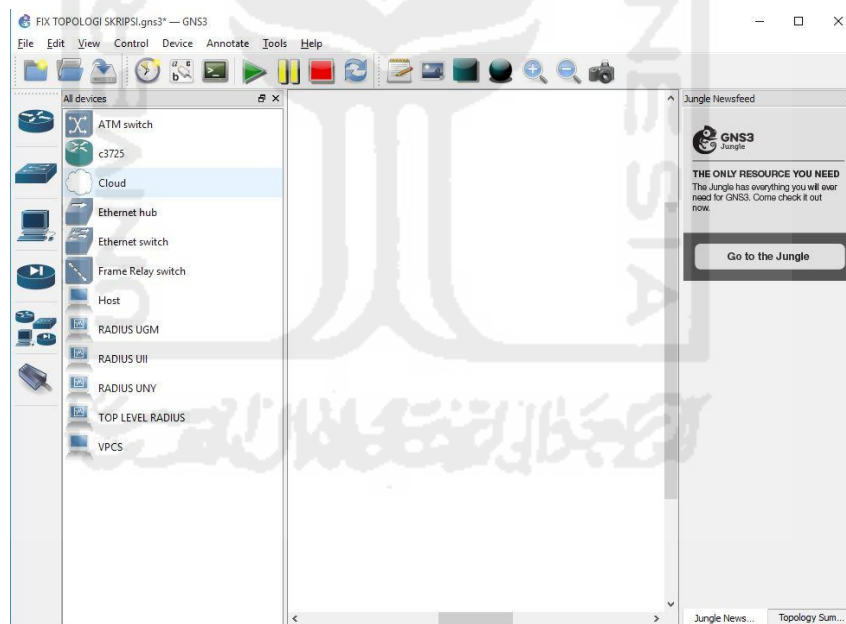 FIX TOPOLOGI SKRIPSI.gns3* — GNS3
File Edit View Control Device Annotate Tools Help
All devices
ATM switch
c3725
Cloud
Ethernet hub
Ethernet switch
Frame Relay switch
Host
RADIUS UGM
RADIUS UII
RADIUS UNY
TOP LEVEL RADIUS
VPCS
Jungle Newsfeed
GNS3
Jungle
THE ONLY RESOURCE YOU NEED
The Jungle has everything you will ever
need for GNS3. Come check it out
now.
Go to the Jungle
Jungle News... Topology Sum...